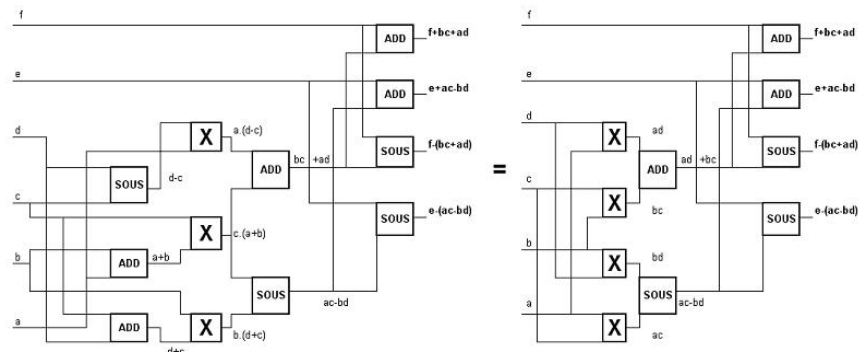 f
ADD f+bc+ad
e
ADD e+ac-bd
d
X a.(d-c)
SOUS d-c
ADD bc +ad
SOUS f-(bc+ad)
c
X c.(a+b)
SOUS e-(ac-bd)
b
ADD a+b
SOUS ac-bd
a
ADD d+c
X b.(d+c)
=
f
ADD f+bc+ad
e
ADD e+ac-bd
d
X ad
ADD ad +bc
SOUS f-(bc+ad)
c
X bc
SOUS e-(ac-bd)
b
X bd
SOUS ac-bd
a
X ac